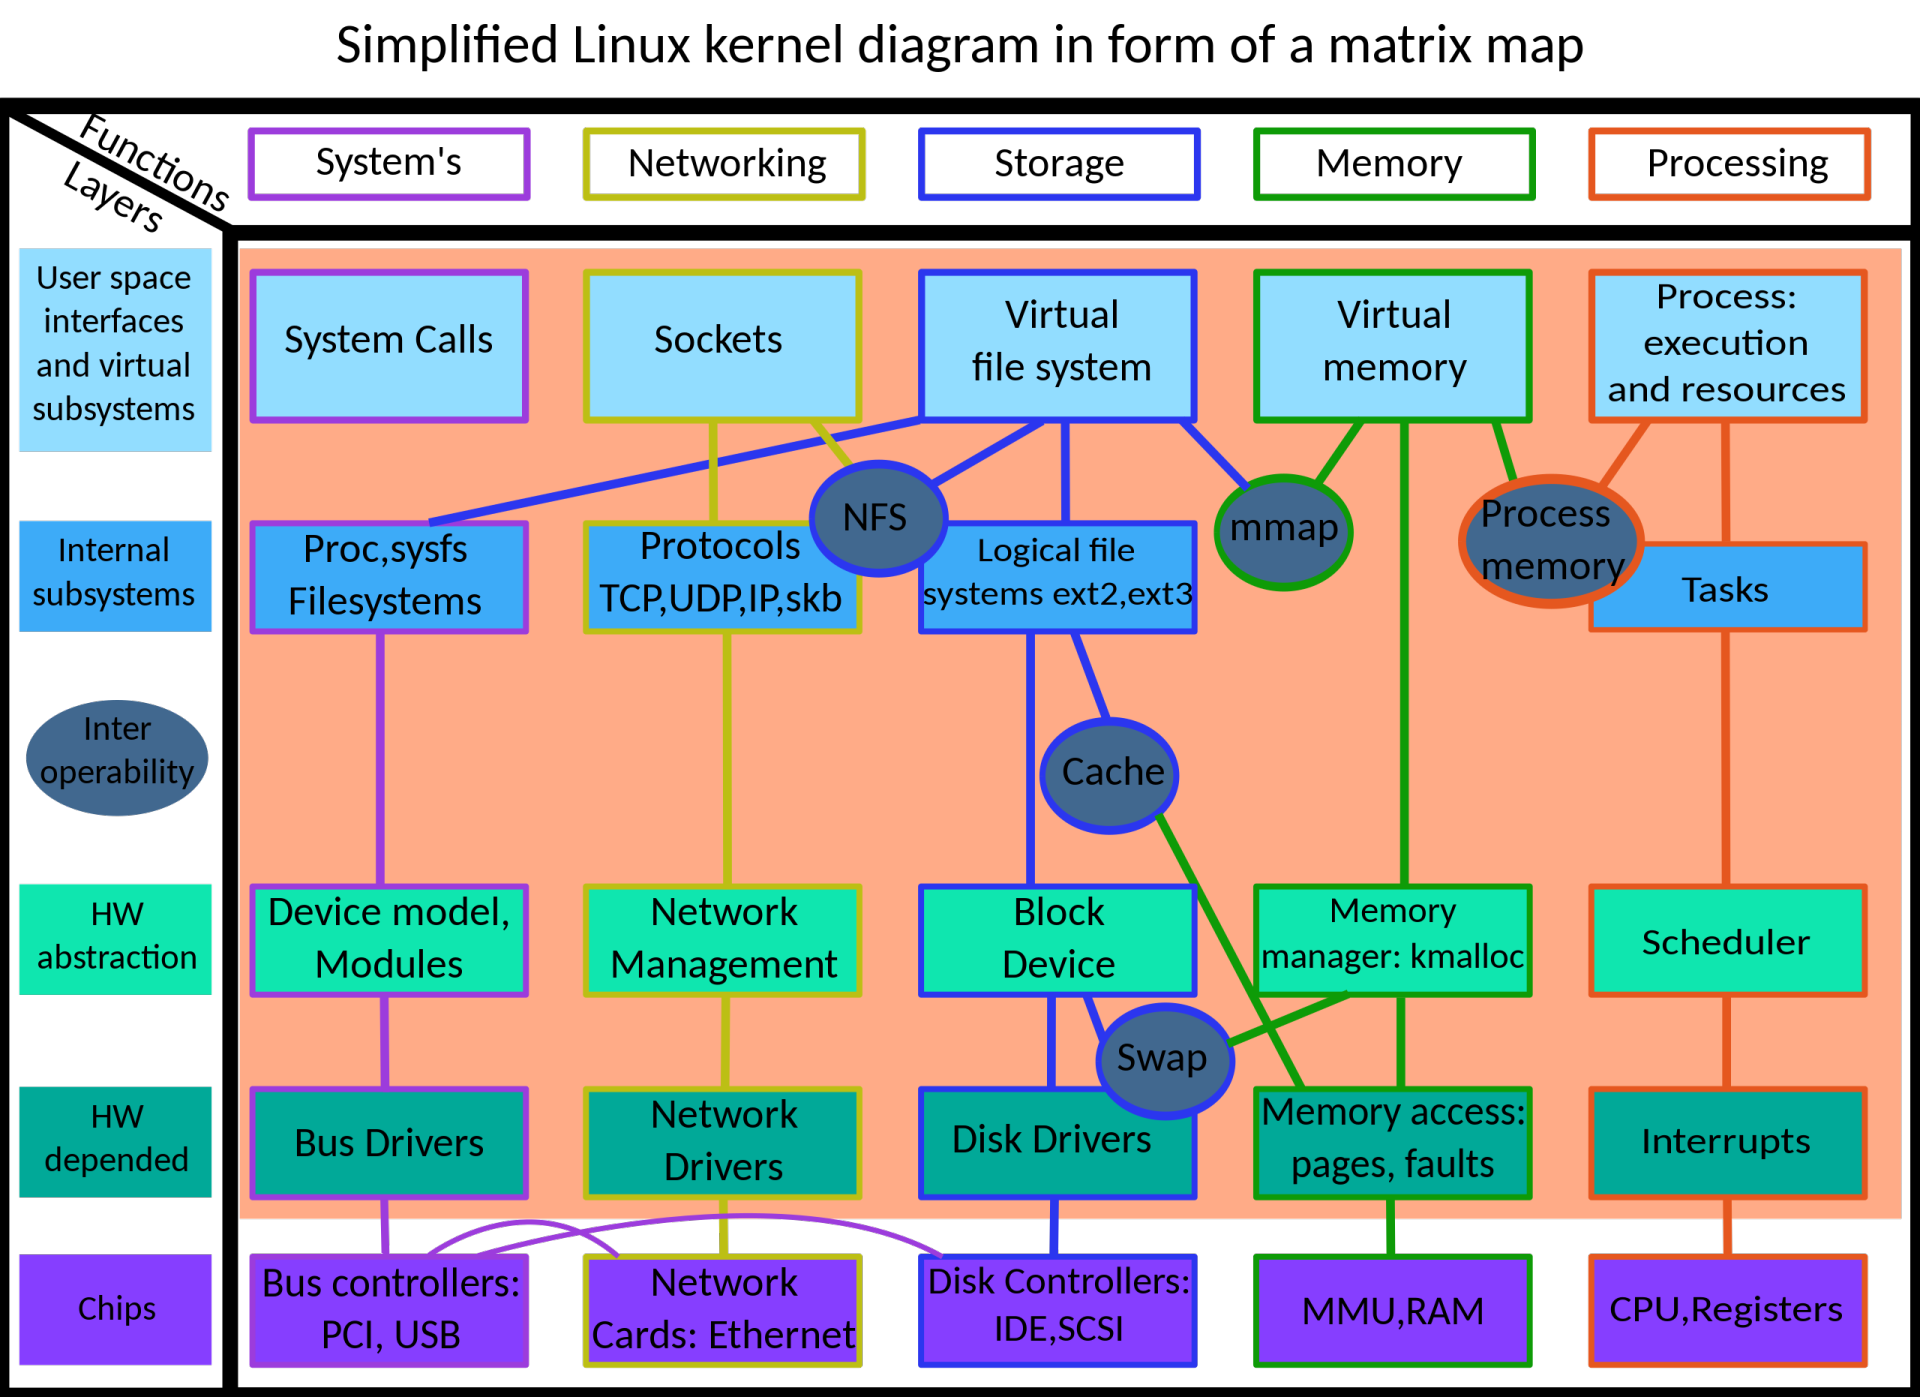 Simplified Linux kernel diagram in form of a matrix map
Functions
Layers
System's
Networking
Storage
Memory
Processing
User space
interfaces
and virtual
subsystems
System Calls
Sockets
Virtual
file system
Virtual
memory
Process:
execution
and resources
Internal
subsystems
Proc,sysfs
Filesystems
Protocols
TCP,UDP,IP,skb
NFS
Logical file
systems ext2,ext3
mmap
Process
memory
Tasks
Inter
operability
Cache
HW
abstraction
Device model,
Modules
Network
Management
Block
Device
Memory
manager: kmalloc
Scheduler
Swap
HW
depended
Bus Drivers
Network
Drivers
Disk Drivers
Memory access:
pages, faults
Interrupts
Chips
Bus controllers:
PCI, USB
Network
Cards: Ethernet
Disk Controllers:
IDE,SCSI
MMU,RAM
CPU,Registers